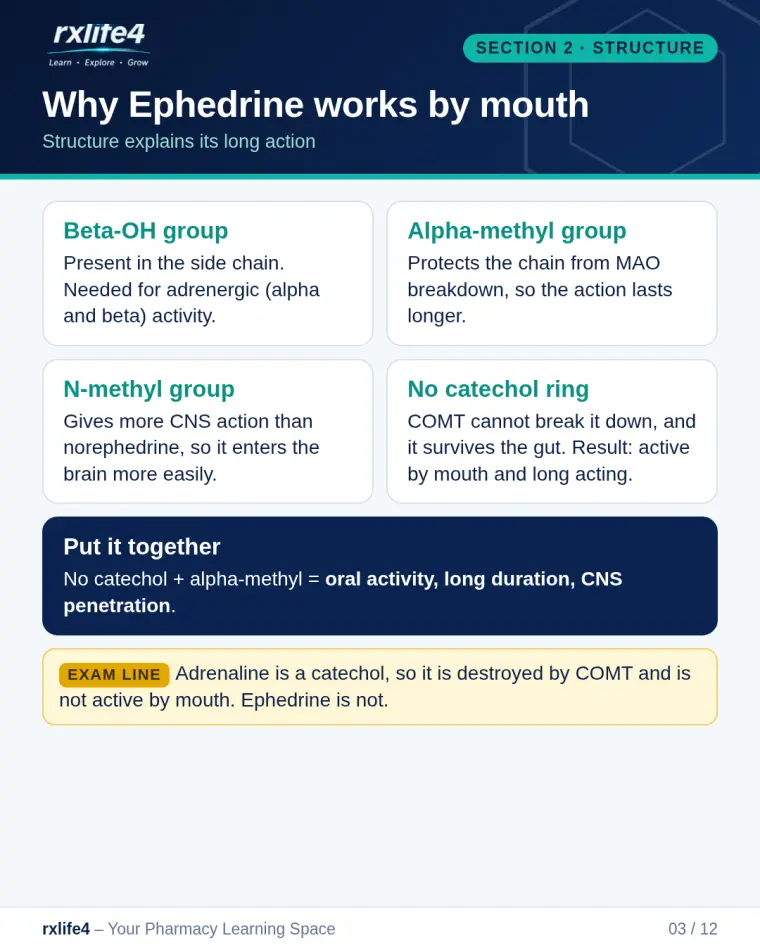 rxlife4
Learn • Explore • Grow
SECTION 2 · STRUCTURE
Why Ephedrine works by mouth
Structure explains its long action
Beta-OH group
Present in the side chain.
Needed for adrenergic (alpha
and beta) activity.
Alpha-methyl group
Protects the chain from MAO
breakdown, so the action lasts
longer.
N-methyl group
Gives more CNS action than
norephedrine, so it enters the
brain more easily.
No catechol ring
COMT cannot break it down, and
it survives the gut. Result: active
by mouth and long acting.
Put it together
No catechol + alpha-methyl = oral activity, long duration, CNS
penetration.
EXAM LINE Adrenaline is a catechol, so it is destroyed by COMT and is
not active by mouth. Ephedrine is not.
rxlife4 – Your Pharmacy Learning Space
03 / 12